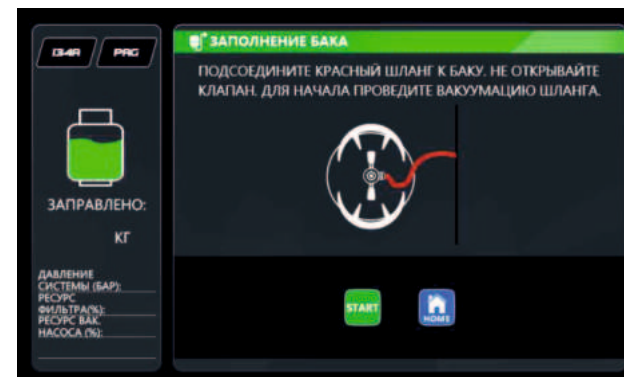 134A PAG
ЗАПРАВЛЕНО:
КГ
ДАВЛЕНИЕ
СИСТЕМЫ (БАР):
РЕСУРС
ФИЛЬТРА(%):
РЕСУРС ВАК.
НАСОСА (%):
ЗАПОЛНЕНИЕ БАКА
ПОДСОЕДИНИТЕ КРАСНЫЙ ШЛАНГ К БАКУ. НЕ ОТКРЫВАЙТЕ
КЛАПАН. ДЛЯ НАЧАЛА ПРОВЕДИТЕ ВАКУУМАЦИЮ ШЛАНГА.
START HOME